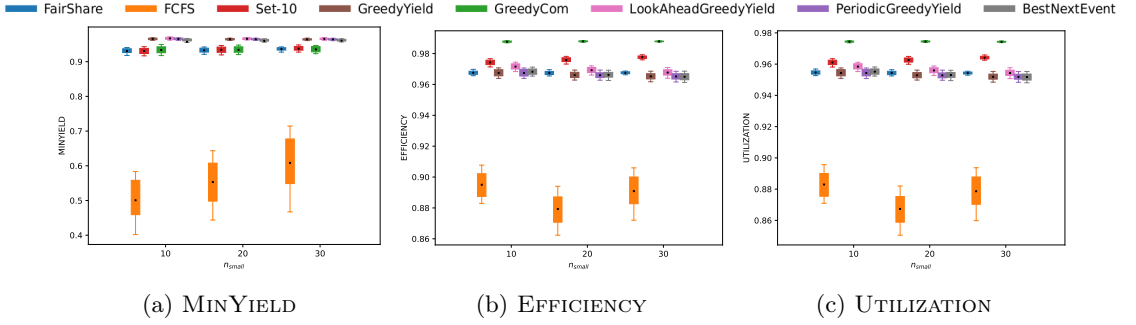 FairShare FCFS Set-10 GreedyYield GreedyCom LookAheadGreedyYield PeriodicGreedyYield BestNextEvent
MINYIELD
0.9
0.8
0.7
0.6
0.5
0.4
10 20 30
n_small
(a) MINYIELD
EFFICIENCY
0.98
0.96
0.94
0.92
0.90
0.88
0.86
10 20 30
n_small
(b) EFFICIENCY
UTILIZATION
0.98
0.96
0.94
0.92
0.90
0.88
0.86
10 20 30
n_small
(c) UTILIZATION